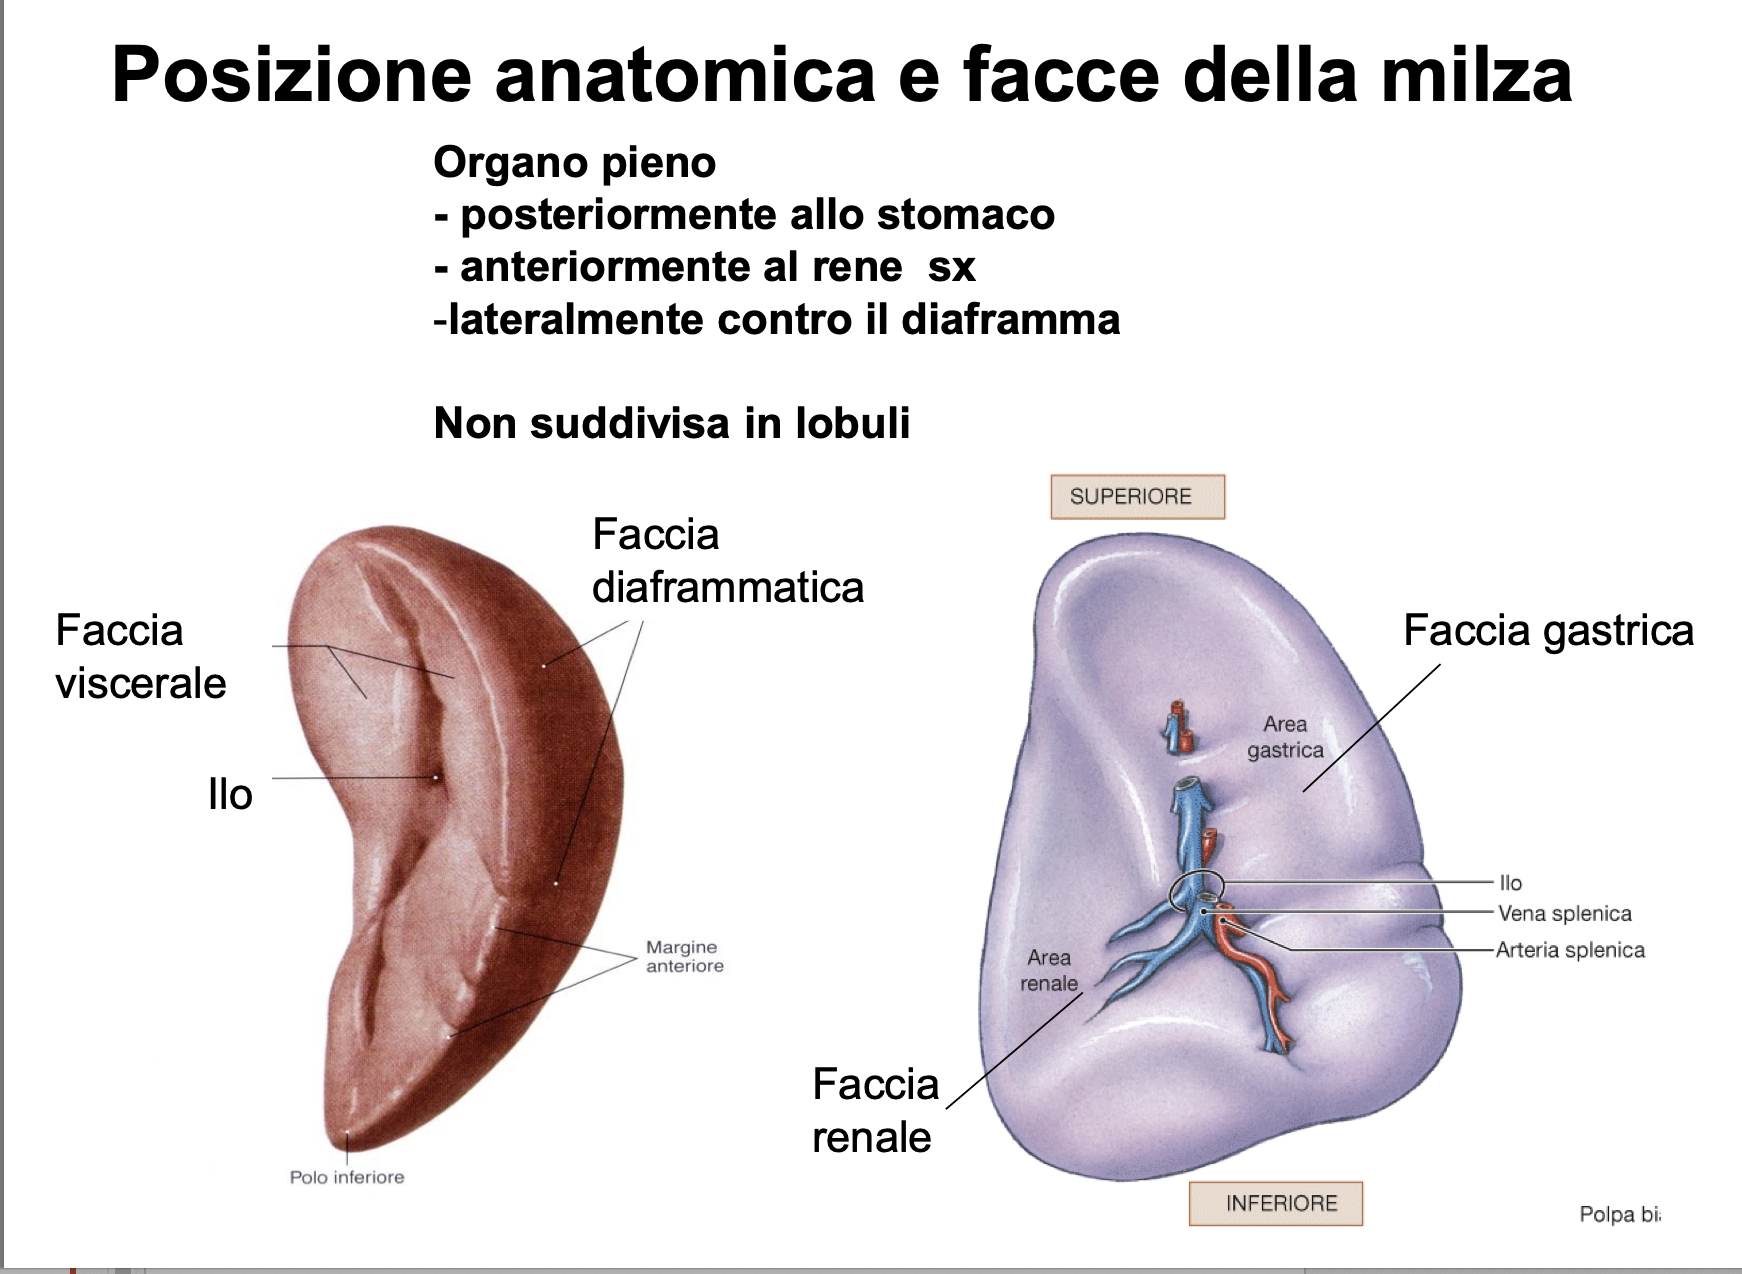 Posizione anatomica e facce della milza
Organo pieno
- posteriormente allo stomaco
- anteriormente al rene sx
-lateralmente contro il diaframma
Non suddivisa in lobuli
Faccia
diaframmatica
Faccia
viscerale
Ilo
Margine
anteriore
Polo inferiore
SUPERIORE
Faccia gastrica
Area
gastrica
Ilo
Vena splenica
Arteria splenica
Area
renale
Faccia
renale
INFERIORE
Polpa bi